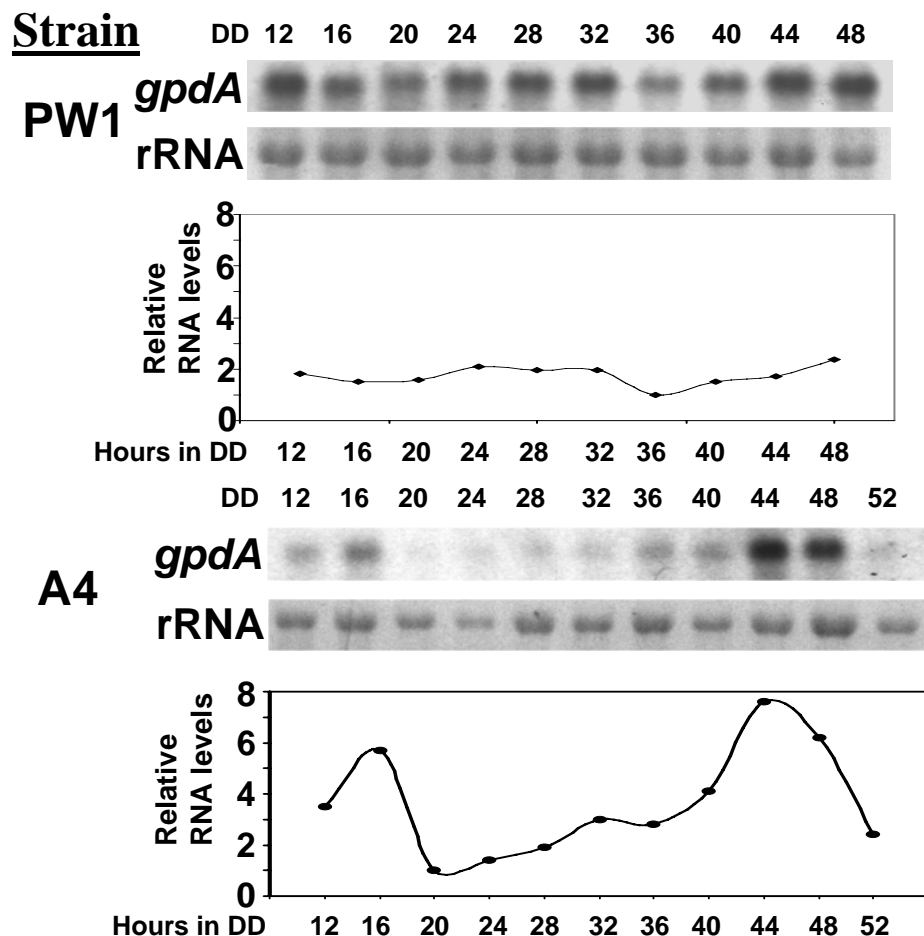 Strain
DD 12 16 20 24 28 32 36 40 44 48
gpdA
PW1
rRNA
8
6
4
2
0
Relative
RNA levels
Hours in DD 12 16 20 24 28 32 36 40 44 48
DD 12 16 20 24 28 32 36 40 44 48 52
gpdA
A4
rRNA
8
6
4
2
0
Relative
RNA levels
Hours in DD 12 16 20 24 28 32 36 40 44 48 52